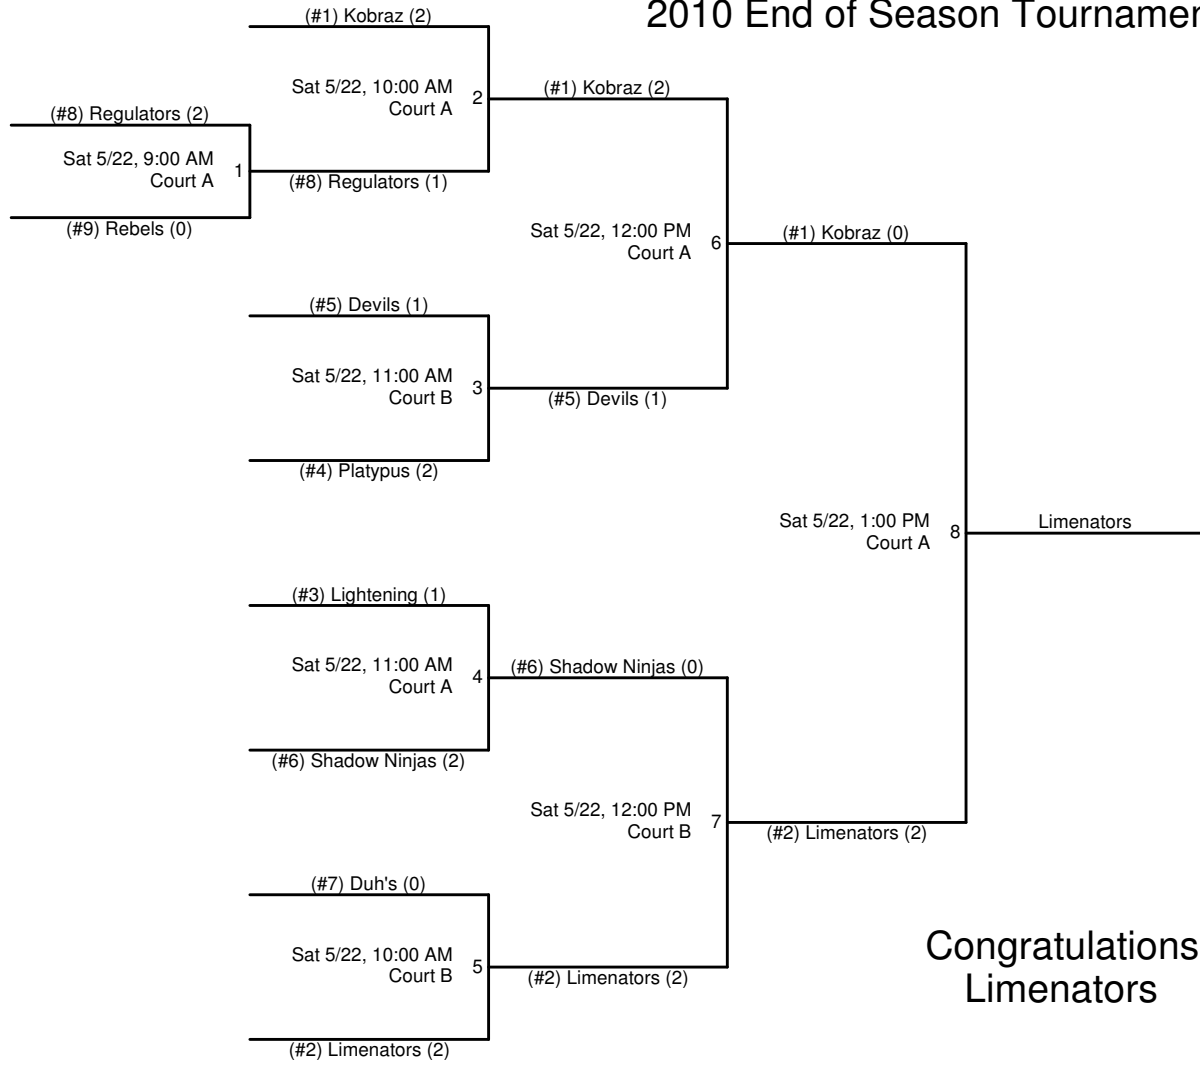 2010 End of Season Tournamen
(#1) Kobraz (2)
Sat 5/22, 10:00 AM
Court A
2
(#1) Kobraz (2)
(#8) Regulators (2)
Sat 5/22, 9:00 AM
Court A
1
(#8) Regulators (1)
(#9) Rebels (0)
Sat 5/22, 12:00 PM
Court A
6
(#1) Kobraz (0)
(#5) Devils (1)
Sat 5/22, 11:00 AM
Court B
3
(#5) Devils (1)
(#4) Platypus (2)
Sat 5/22, 1:00 PM
Court A
8
Limenators
(#3) Lightening (1)
Sat 5/22, 11:00 AM
Court A
4
(#6) Shadow Ninjas (0)
(#6) Shadow Ninjas (2)
Sat 5/22, 12:00 PM
Court B
7
(#2) Limenators (2)
(#7) Duh's (0)
Sat 5/22, 10:00 AM
Court B
5
(#2) Limenators (2)
(#2) Limenators (2)
Congratulations
Limenators